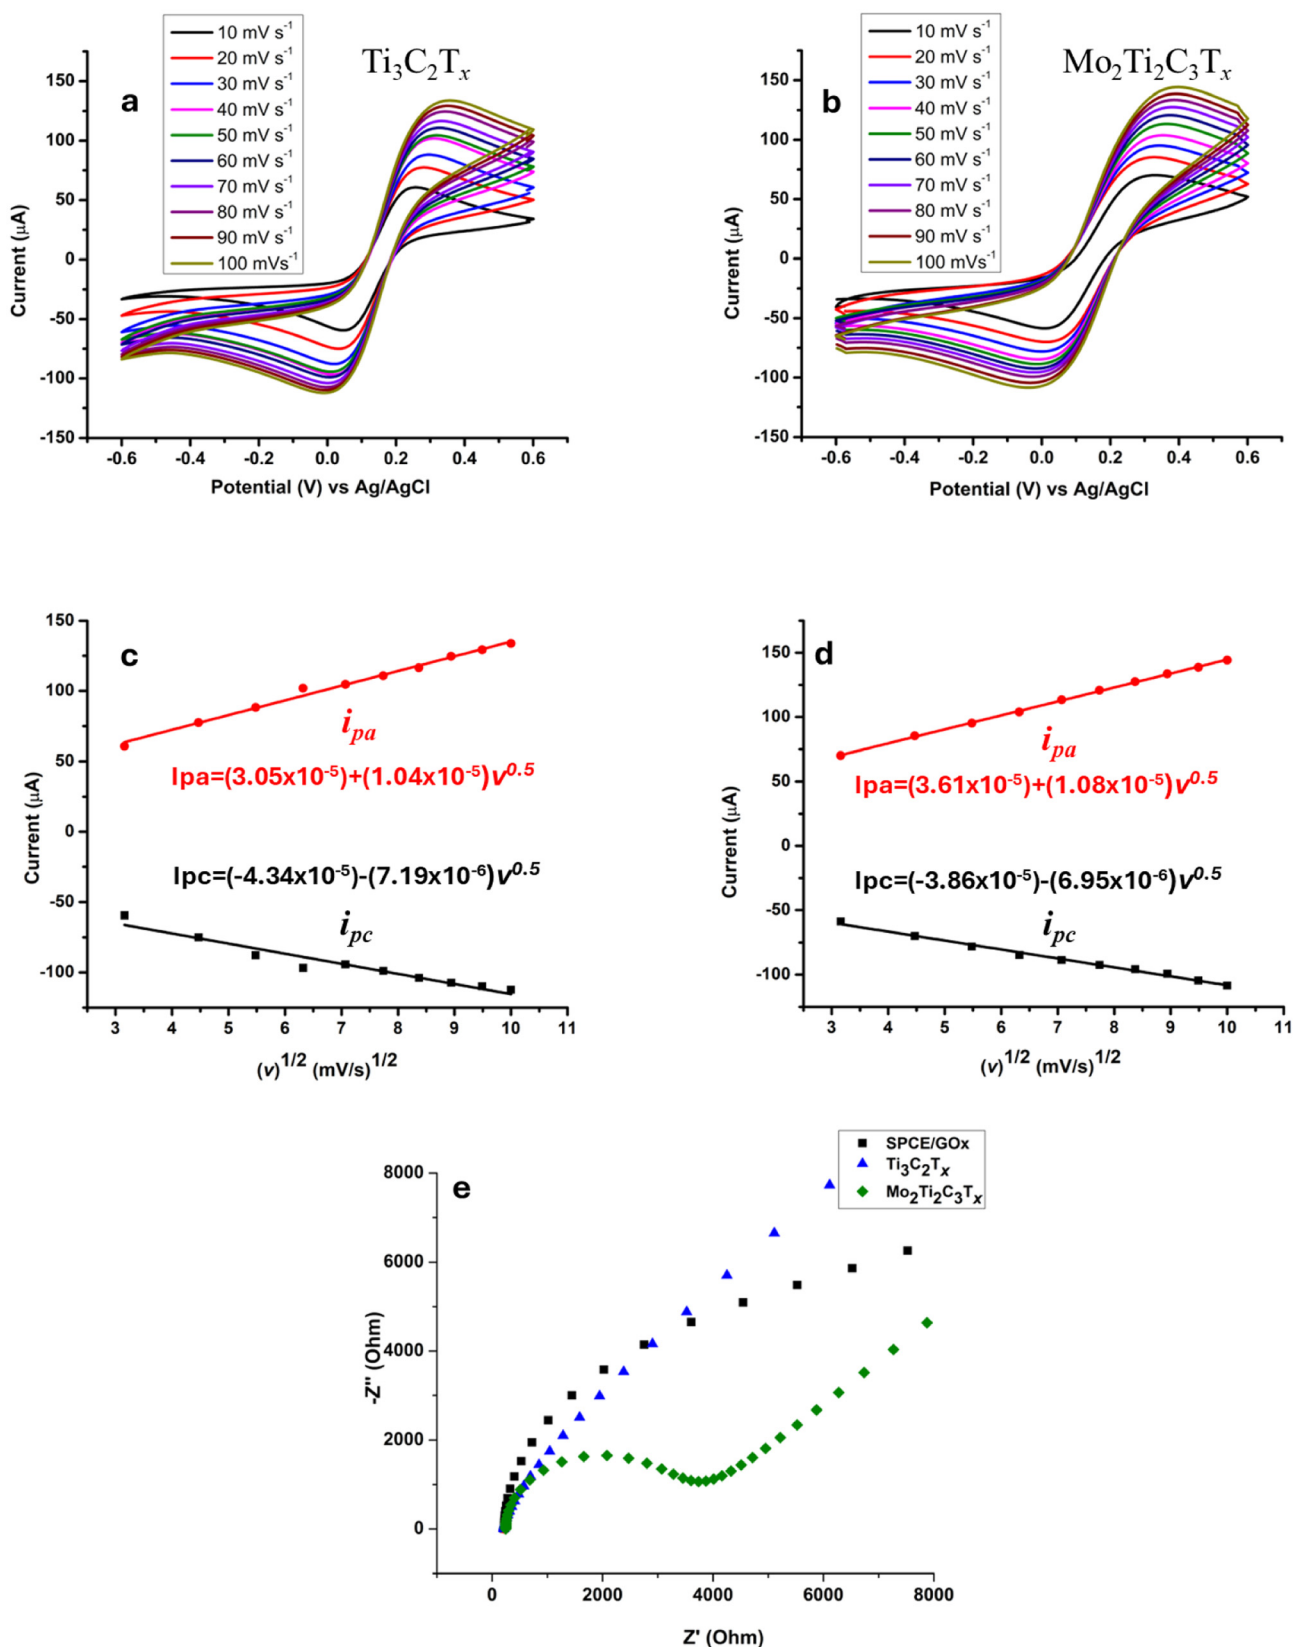 10 mV s⁻¹
20 mV s⁻¹
30 mV s⁻¹
40 mV s⁻¹
50 mV s⁻¹
60 mV s⁻¹
70 mV s⁻¹
80 mV s⁻¹
90 mV s⁻¹
100 mVs⁻¹
Ti₃C₂Tₓ
a
150
100
50
0
-50
-100
-150
Current (µA)
-0.6 -0.4 -0.2 0.0 0.2 0.4 0.6
Potential (V) vs Ag/AgCl
10 mV s⁻¹
20 mV s⁻¹
30 mV s⁻¹
40 mV s⁻¹
50 mV s⁻¹
60 mV s⁻¹
70 mV s⁻¹
80 mV s⁻¹
90 mV s⁻¹
100 mVs⁻¹
Mo₂Ti₂C₃Tₓ
b
150
100
50
0
-50
-100
-150
Current (µA)
-0.6 -0.4 -0.2 0.0 0.2 0.4 0.6
Potential (V) vs Ag/AgCl
c
150
100
50
0
-50
-100
Current (µA)
i_pa
Ipa=(3.05x10⁻⁵)+(1.04x10⁻⁵)v⁰·⁵
Ipc=(-4.34x10⁻⁵)-(7.19x10⁻⁶)v⁰·⁵
i_pc
3 4 5 6 7 8 9 10 11
(v)^1/2 (mV/s)^1/2
d
150
100
50
0
-50
-100
Current (µA)
i_pa
Ipa=(3.61x10⁻⁵)+(1.08x10⁻⁵)v⁰·⁵
Ipc=(-3.86x10⁻⁵)-(6.95x10⁻⁶)v⁰·⁵
i_pc
3 4 5 6 7 8 9 10 11
(v)^1/2 (mV/s)^1/2
SPCE/GOx
Ti₃C₂Tₓ
Mo₂Ti₂C₃Tₓ
e
8000
6000
4000
2000
0
-Z'' (Ohm)
0 2000 4000 6000 8000
Z' (Ohm)